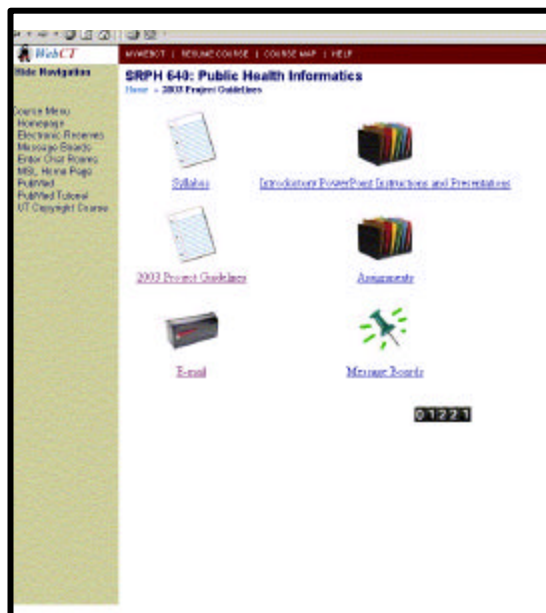 WebCT
MYWEBCT | RESUME COURSE | COURSE MAP | HELP
Hide Navigation
SRPH 640: Public Health Informatics
Home » 2003 Project Guidelines
Course Menu
Homepage
Electronic Reserves
Message Boards
Enter Chat Rooms
MSL Home Page
PubMed
PubMed Tutorial
UT Copyright Course
Syllabus
Introductory PowerPoint Instructions and Presentations
2003 Project Guidelines
Assignments
E-mail
Message Boards
01221